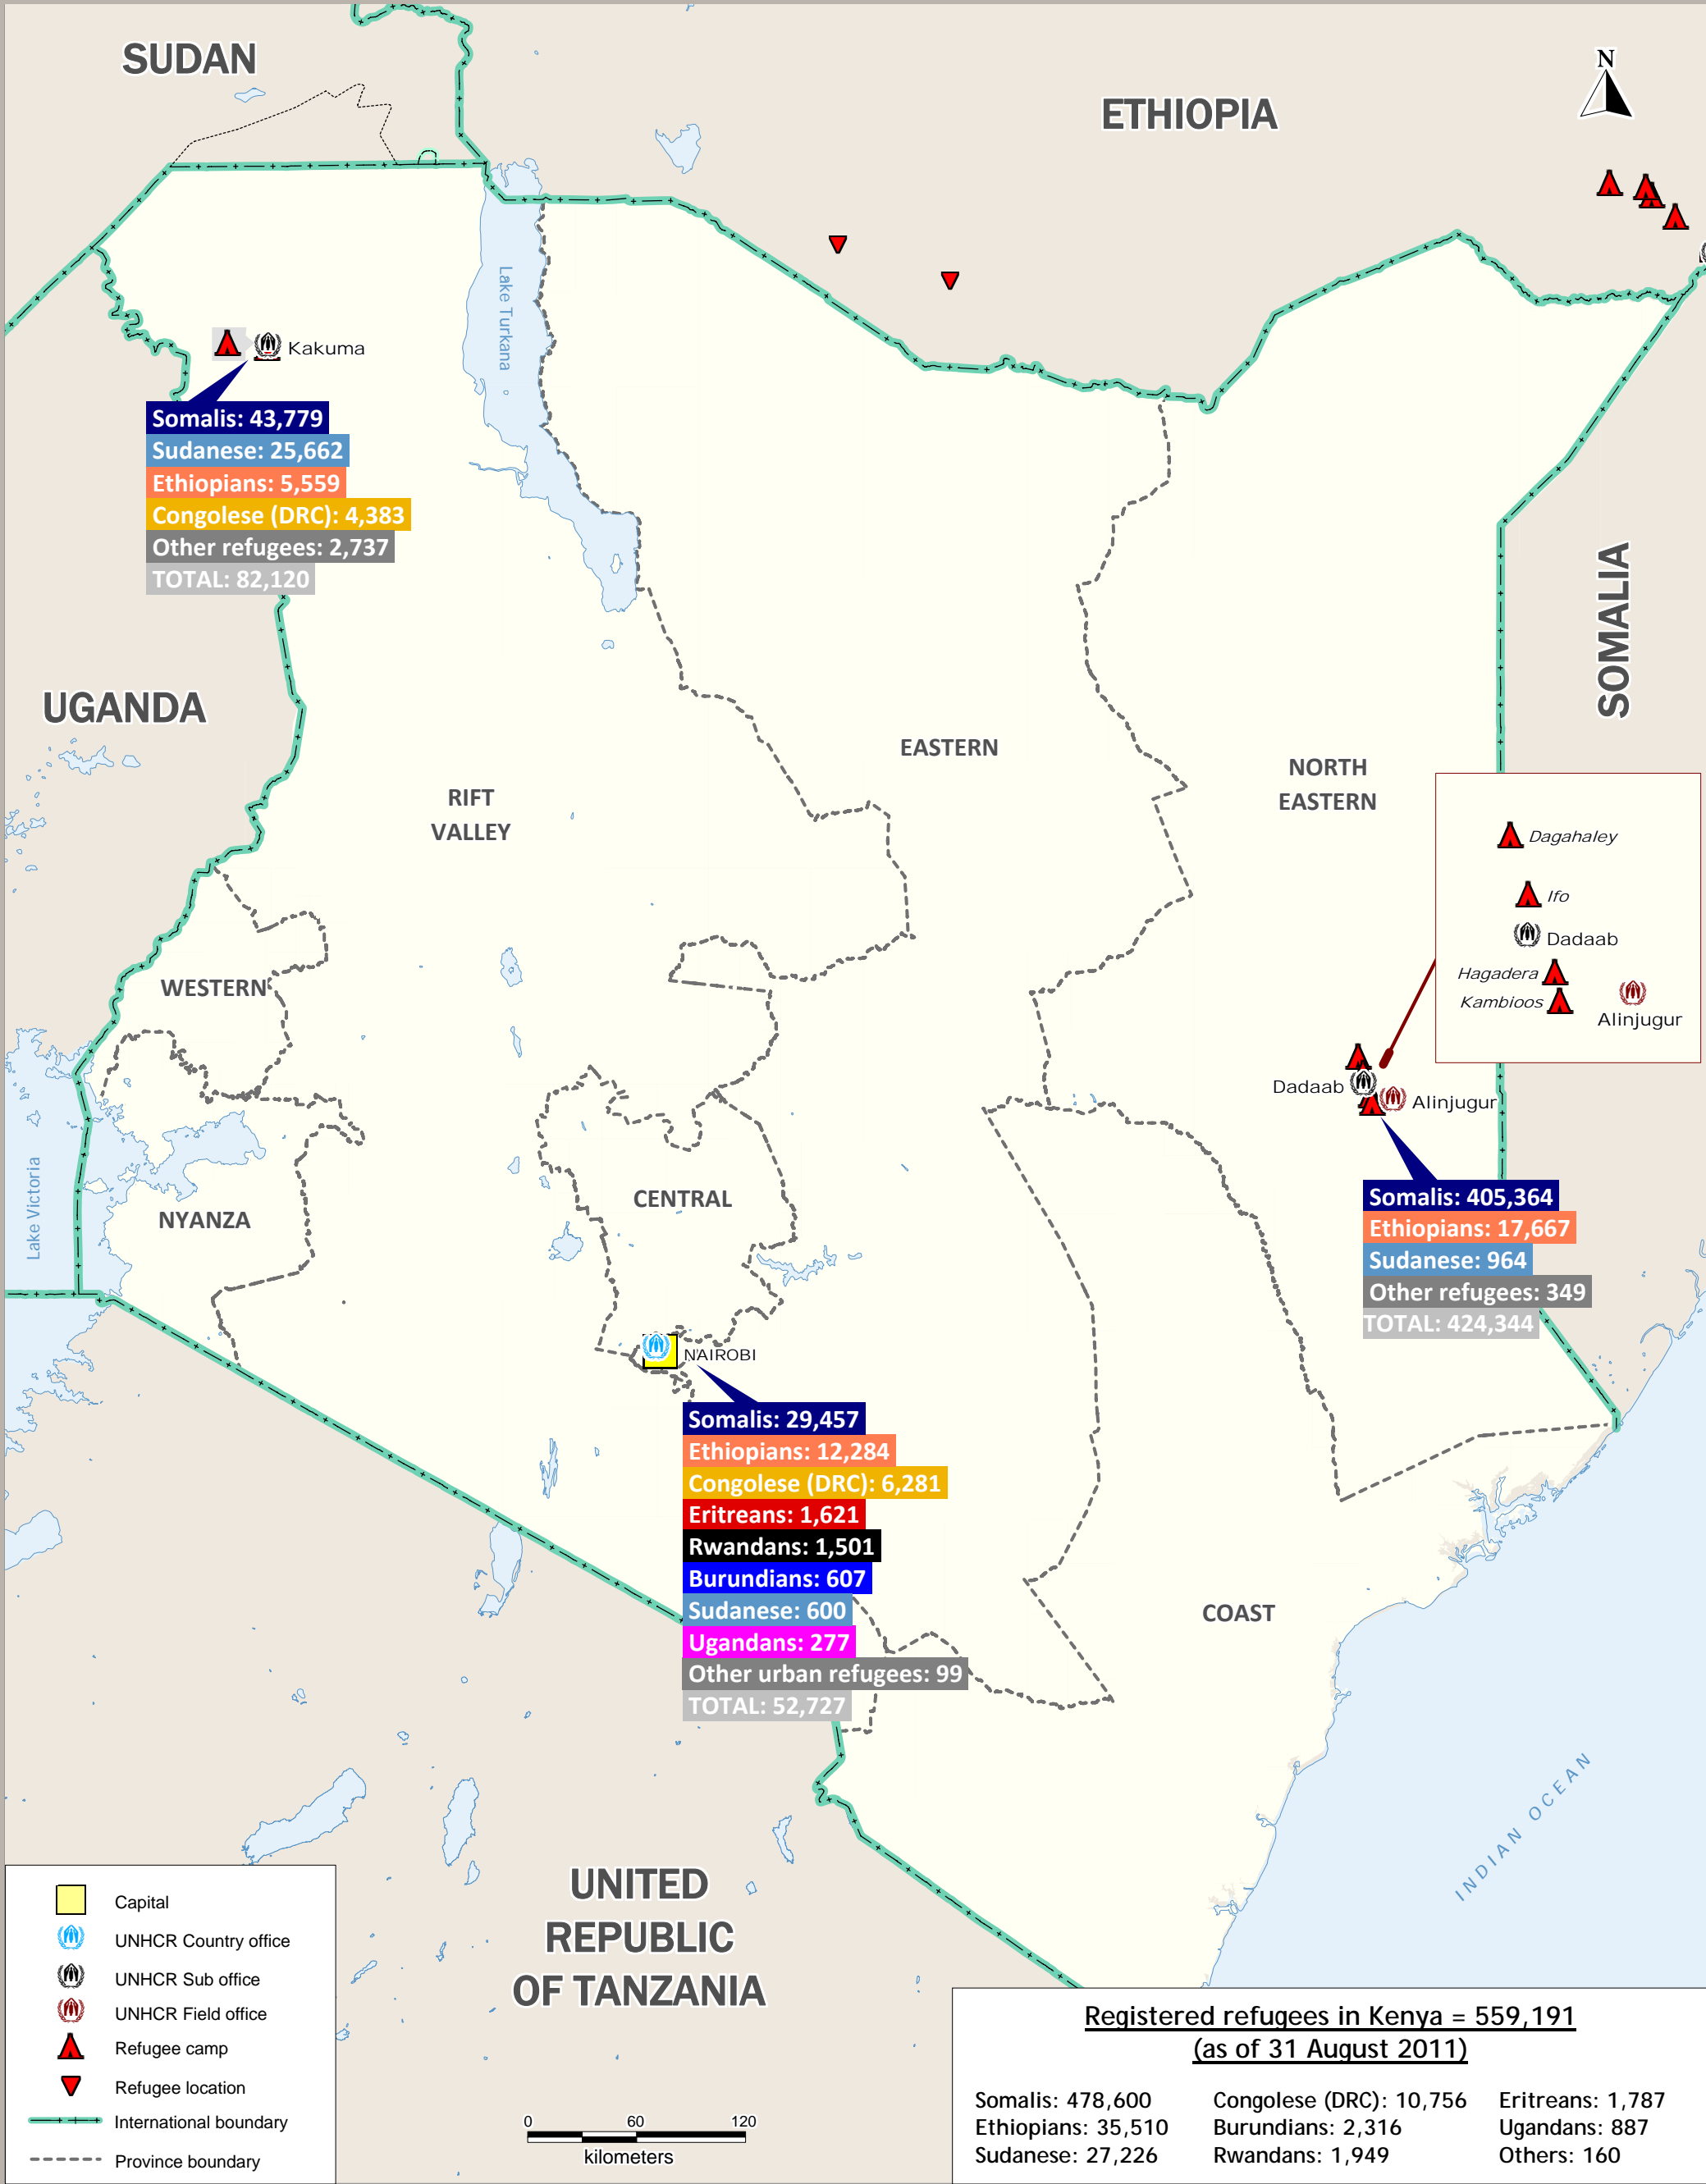 SUDAN
ETHIOPIA
N
Lake Turkana
Kakuma
Somalis: 43,779
Sudanese: 25,662
Ethiopians: 5,559
Congolese (DRC): 4,383
Other refugees: 2,737
TOTAL: 82,120
SOMALIA
UGANDA
EASTERN
NORTH
EASTERN
RIFT
VALLEY
Dagahaley
Ifo
Dadaab
Hagadera
Kambioos
Alinjugur
WESTERN
Dadaab
Alinjugur
Lake Victoria
NYANZA
CENTRAL
Somalis: 405,364
Ethiopians: 17,667
Sudanese: 964
Other refugees: 349
TOTAL: 424,344
NAIROBI
Somalis: 29,457
Ethiopians: 12,284
Congolese (DRC): 6,281
Eritreans: 1,621
Rwandans: 1,501
Burundians: 607
Sudanese: 600
Ugandans: 277
Other urban refugees: 99
TOTAL: 52,727
COAST
INDIAN OCEAN
UNITED
REPUBLIC
OF TANZANIA
Capital
UNHCR Country office
UNHCR Sub office
UNHCR Field office
Refugee camp
Refugee location
International boundary
Province boundary
0 60 120
kilometers
Registered refugees in Kenya = 559,191
(as of 31 August 2011)
Somalis: 478,600 Congolese (DRC): 10,756 Eritreans: 1,787
Ethiopians: 35,510 Burundians: 2,316 Ugandans: 887
Sudanese: 27,226 Rwandans: 1,949 Others: 160